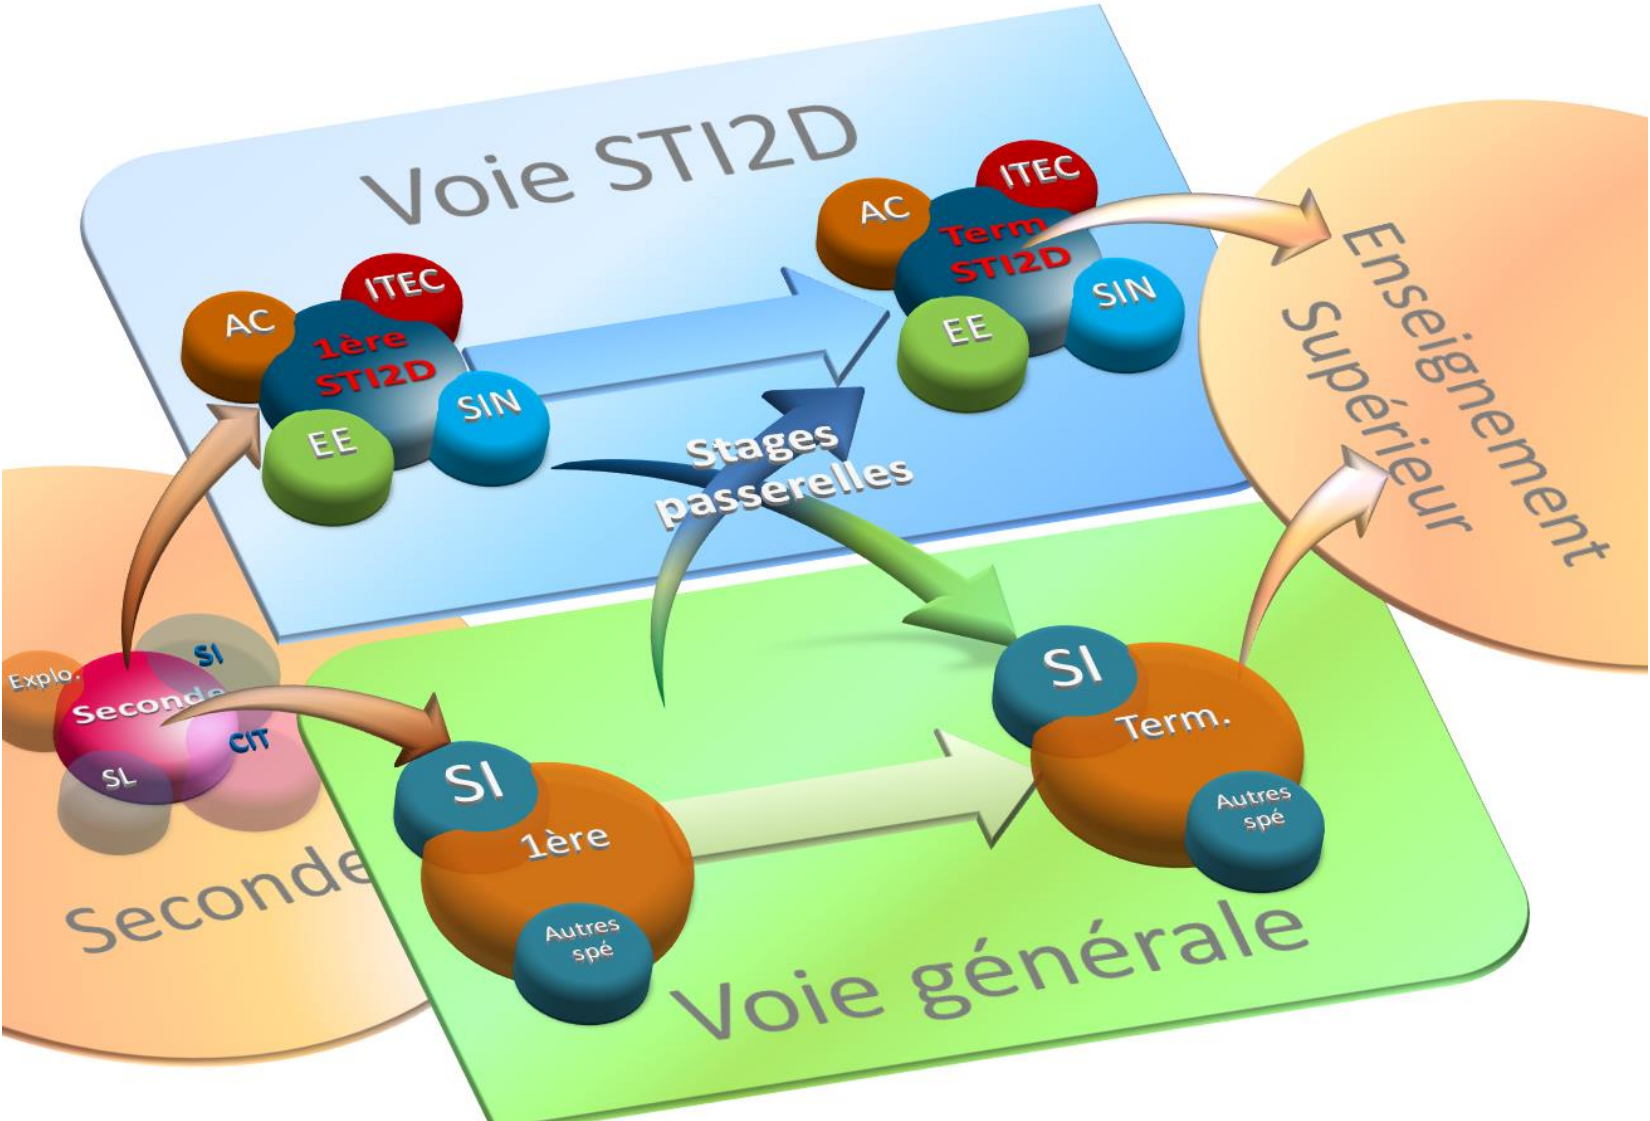 Voie STI2D
ITEC
AC
Term
STI2D
SIN
EE
ITEC
AC
1ère
STI2D
SIN
EE
Stages
passerelles
Enseignement
Supérieur
Explo.
SI
Seconde
CIT
SL
Seconde
SI
1ère
Autres
spé
SI
Term.
Autres
spé
Voie générale